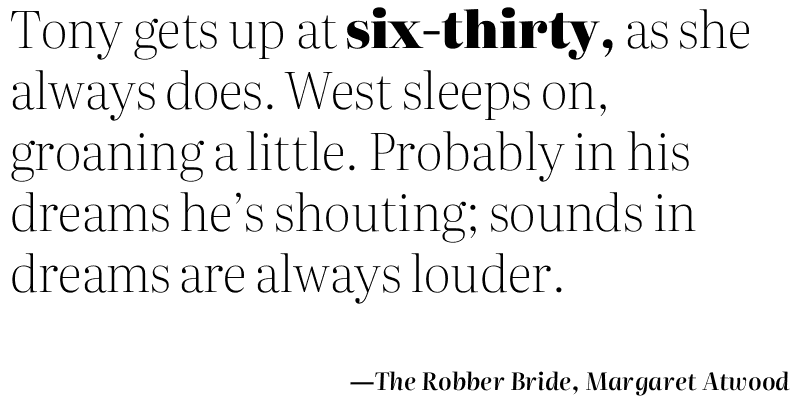 Tony gets up at six-thirty, as she
always does. West sleeps on,
groaning a little. Probably in his
dreams he’s shouting; sounds in
dreams are always louder.
—The Robber Bride, Margaret Atwood